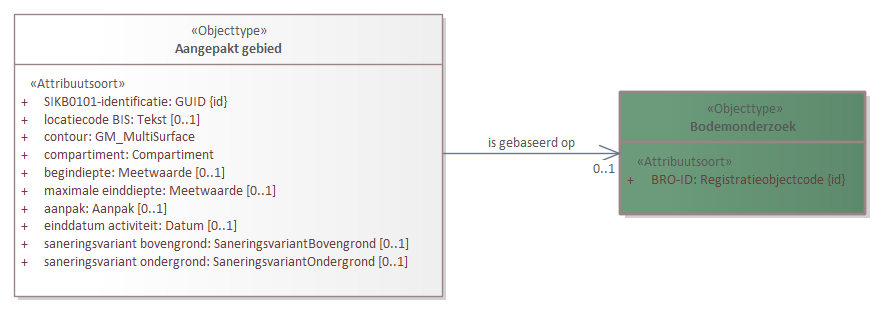 «Objecttype»
Aangepakt gebied
«Attribuutsoort»
+ SIKB0101-identificatie: GUID {id}
+ locatiecode BIS: Tekst [0..1]
+ contour: GM_MultiSurface
+ compartiment: Compartiment
+ begindiepte: Meetwaarde [0..1]
+ maximale einddiepte: Meetwaarde [0..1]
+ aanpak: Aanpak [0..1]
+ einddatum activiteit: Datum [0..1]
+ saneringsvariant bovengrond: SaneringsvariantBovengrond [0..1]
+ saneringsvariant ondergrond: SaneringsvariantOndergrond [0..1]
is gebaseerd op
0..1
«Objecttype»
Bodemonderzoek
«Attribuutsoort»
+ BRO-ID: Registratieobjectcode {id}